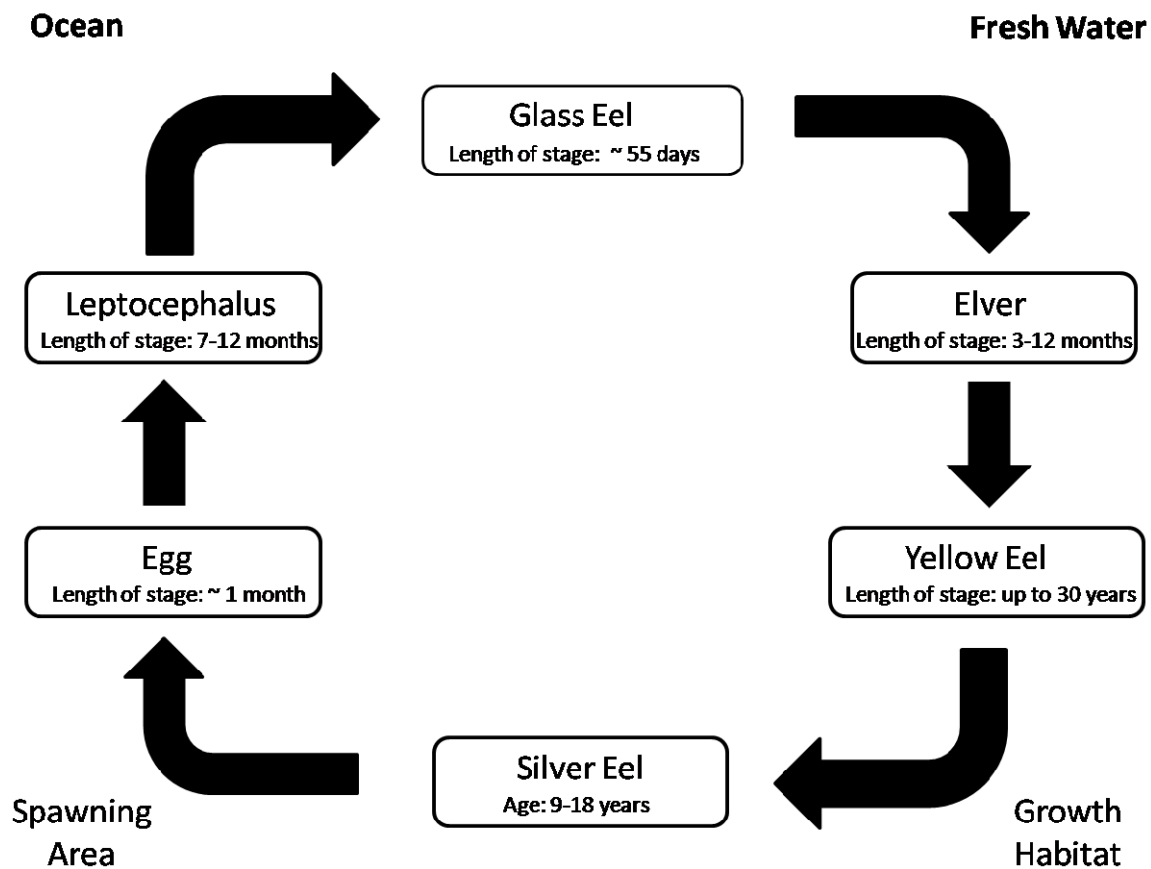 Ocean
Fresh Water
Glass Eel
Length of stage: ~ 55 days
Leptocephalus
Length of stage: 7-12 months
Elver
Length of stage: 3-12 months
Egg
Length of stage: ~ 1 month
Yellow Eel
Length of stage: up to 30 years
Silver Eel
Age: 9-18 years
Spawning
Area
Growth
Habitat